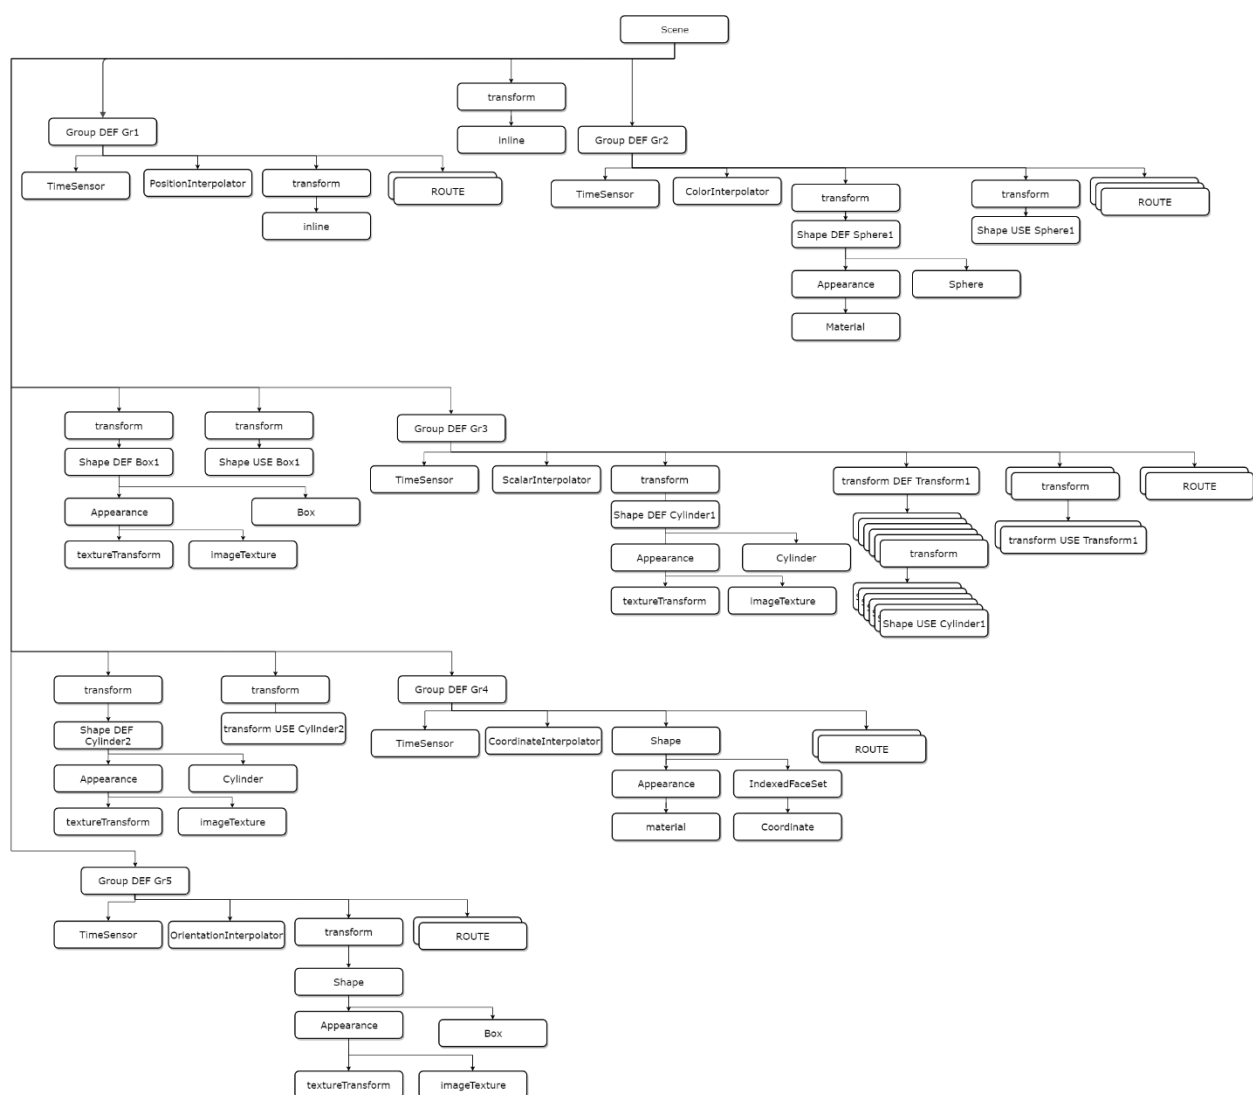 Scene
transform
Group DEF Gr1
inline
Group DEF Gr2
TimeSensor
PositionInterpolator
transform
ROUTE
inline
TimeSensor
ColorInterpolator
transform
transform
ROUTE
Shape DEF Sphere1
Shape USE Sphere1
Appearance
Sphere
Material
transform
transform
Group DEF Gr3
Shape DEF Box1
Shape USE Box1
TimeSensor
ScalarInterpolator
transform
transform DEF Transform1
transform
ROUTE
Appearance
Box
Shape DEF Cylinder1
transform USE Transform1
textureTransform
imageTexture
Appearance
Cylinder
transform
textureTransform
imageTexture
Shape USE Cylinder1
transform
transform
Group DEF Gr4
Shape DEF
Cylinder2
transform USE Cylinder2
TimeSensor
CoordinateInterpolator
Shape
ROUTE
Appearance
Cylinder
Appearance
IndexedFaceSet
textureTransform
imageTexture
material
Coordinate
Group DEF Gr5
TimeSensor
OrientationInterpolator
transform
ROUTE
Shape
Appearance
Box
textureTransform
imageTexture